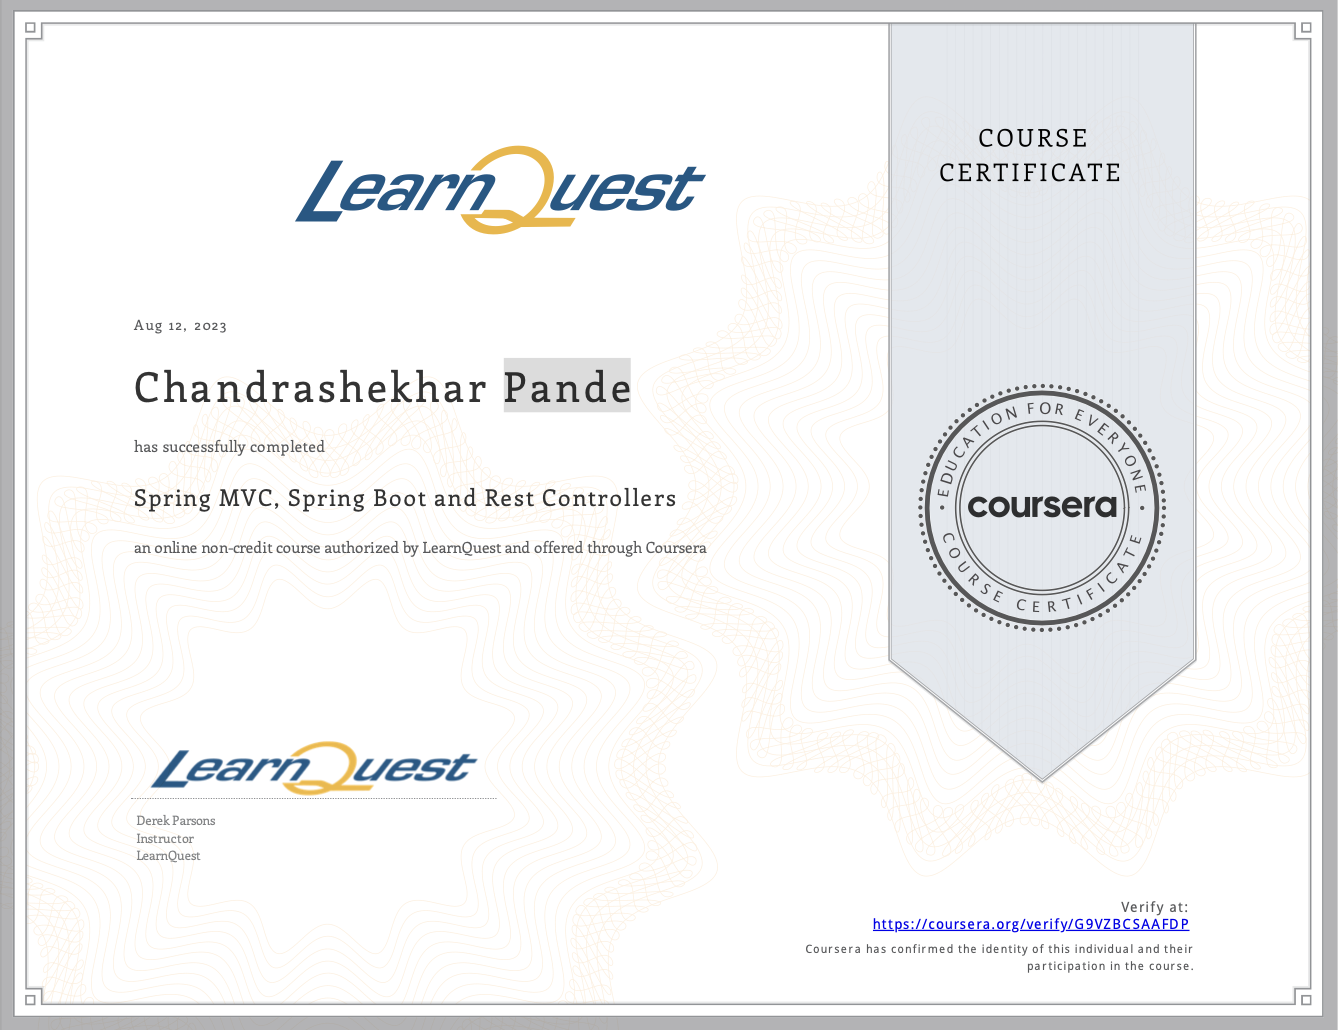 COURSE
CERTIFICATE
LearnQuest
Aug 12, 2023
Chandrashekhar Pande
has successfully completed
Spring MVC, Spring Boot and Rest Controllers
an online non-credit course authorized by LearnQuest and offered through Coursera
EDUCATION FOR EVERYONE
coursera
COURSE CERTIFICATE
LearnQuest
Derek Parsons
Instructor
LearnQuest
Verify at:
https://coursera.org/verify/G9VZBCSAAFDP
Coursera has confirmed the identity of this individual and their
participation in the course.